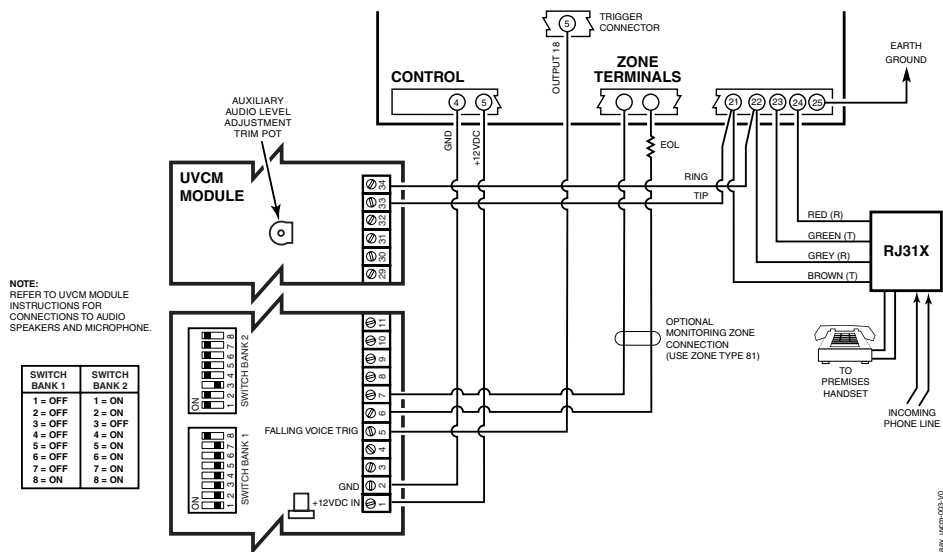 TRIGGER
CONNECTOR
5
OUTPUT 18
EARTH
GROUND
CONTROL
4 5
ZONE
TERMINALS
21 22 23 24 25
AUXILIARY
AUDIO LEVEL
ADJUSTMENT
TRIM POT
GND
+12VDC
EOL
UVCM
MODULE
34
33
32
31
30
29
RING
TIP
RED (R)
GREEN (T)
GREY (R)
BROWN (T)
RJ31X
NOTE:
REFER TO UVCM MODULE
INSTRUCTIONS FOR
CONNECTIONS TO AUDIO
SPEAKERS AND MICROPHONE.
SWITCH BANK 1 SWITCH BANK 2
1 = OFF 1 = ON
2 = OFF 2 = ON
3 = OFF 3 = OFF
4 = OFF 4 = ON
5 = OFF 5 = ON
6 = OFF 6 = ON
7 = OFF 7 = ON
8 = ON 8 = ON
ON
1 2 3 4 5 6 7 8
SWITCH BANK 2
ON
1 2 3 4 5 6 7 8
SWITCH BANK 1
11
10
9
8
7
6
5
4
3
2
1
FALLING VOICE TRIG
GND
+12VDC IN
OPTIONAL
MONITORING ZONE
CONNECTION
(USE ZONE TYPE 81)
TO
PREMISES
HANDSET
INCOMING
PHONE LINE